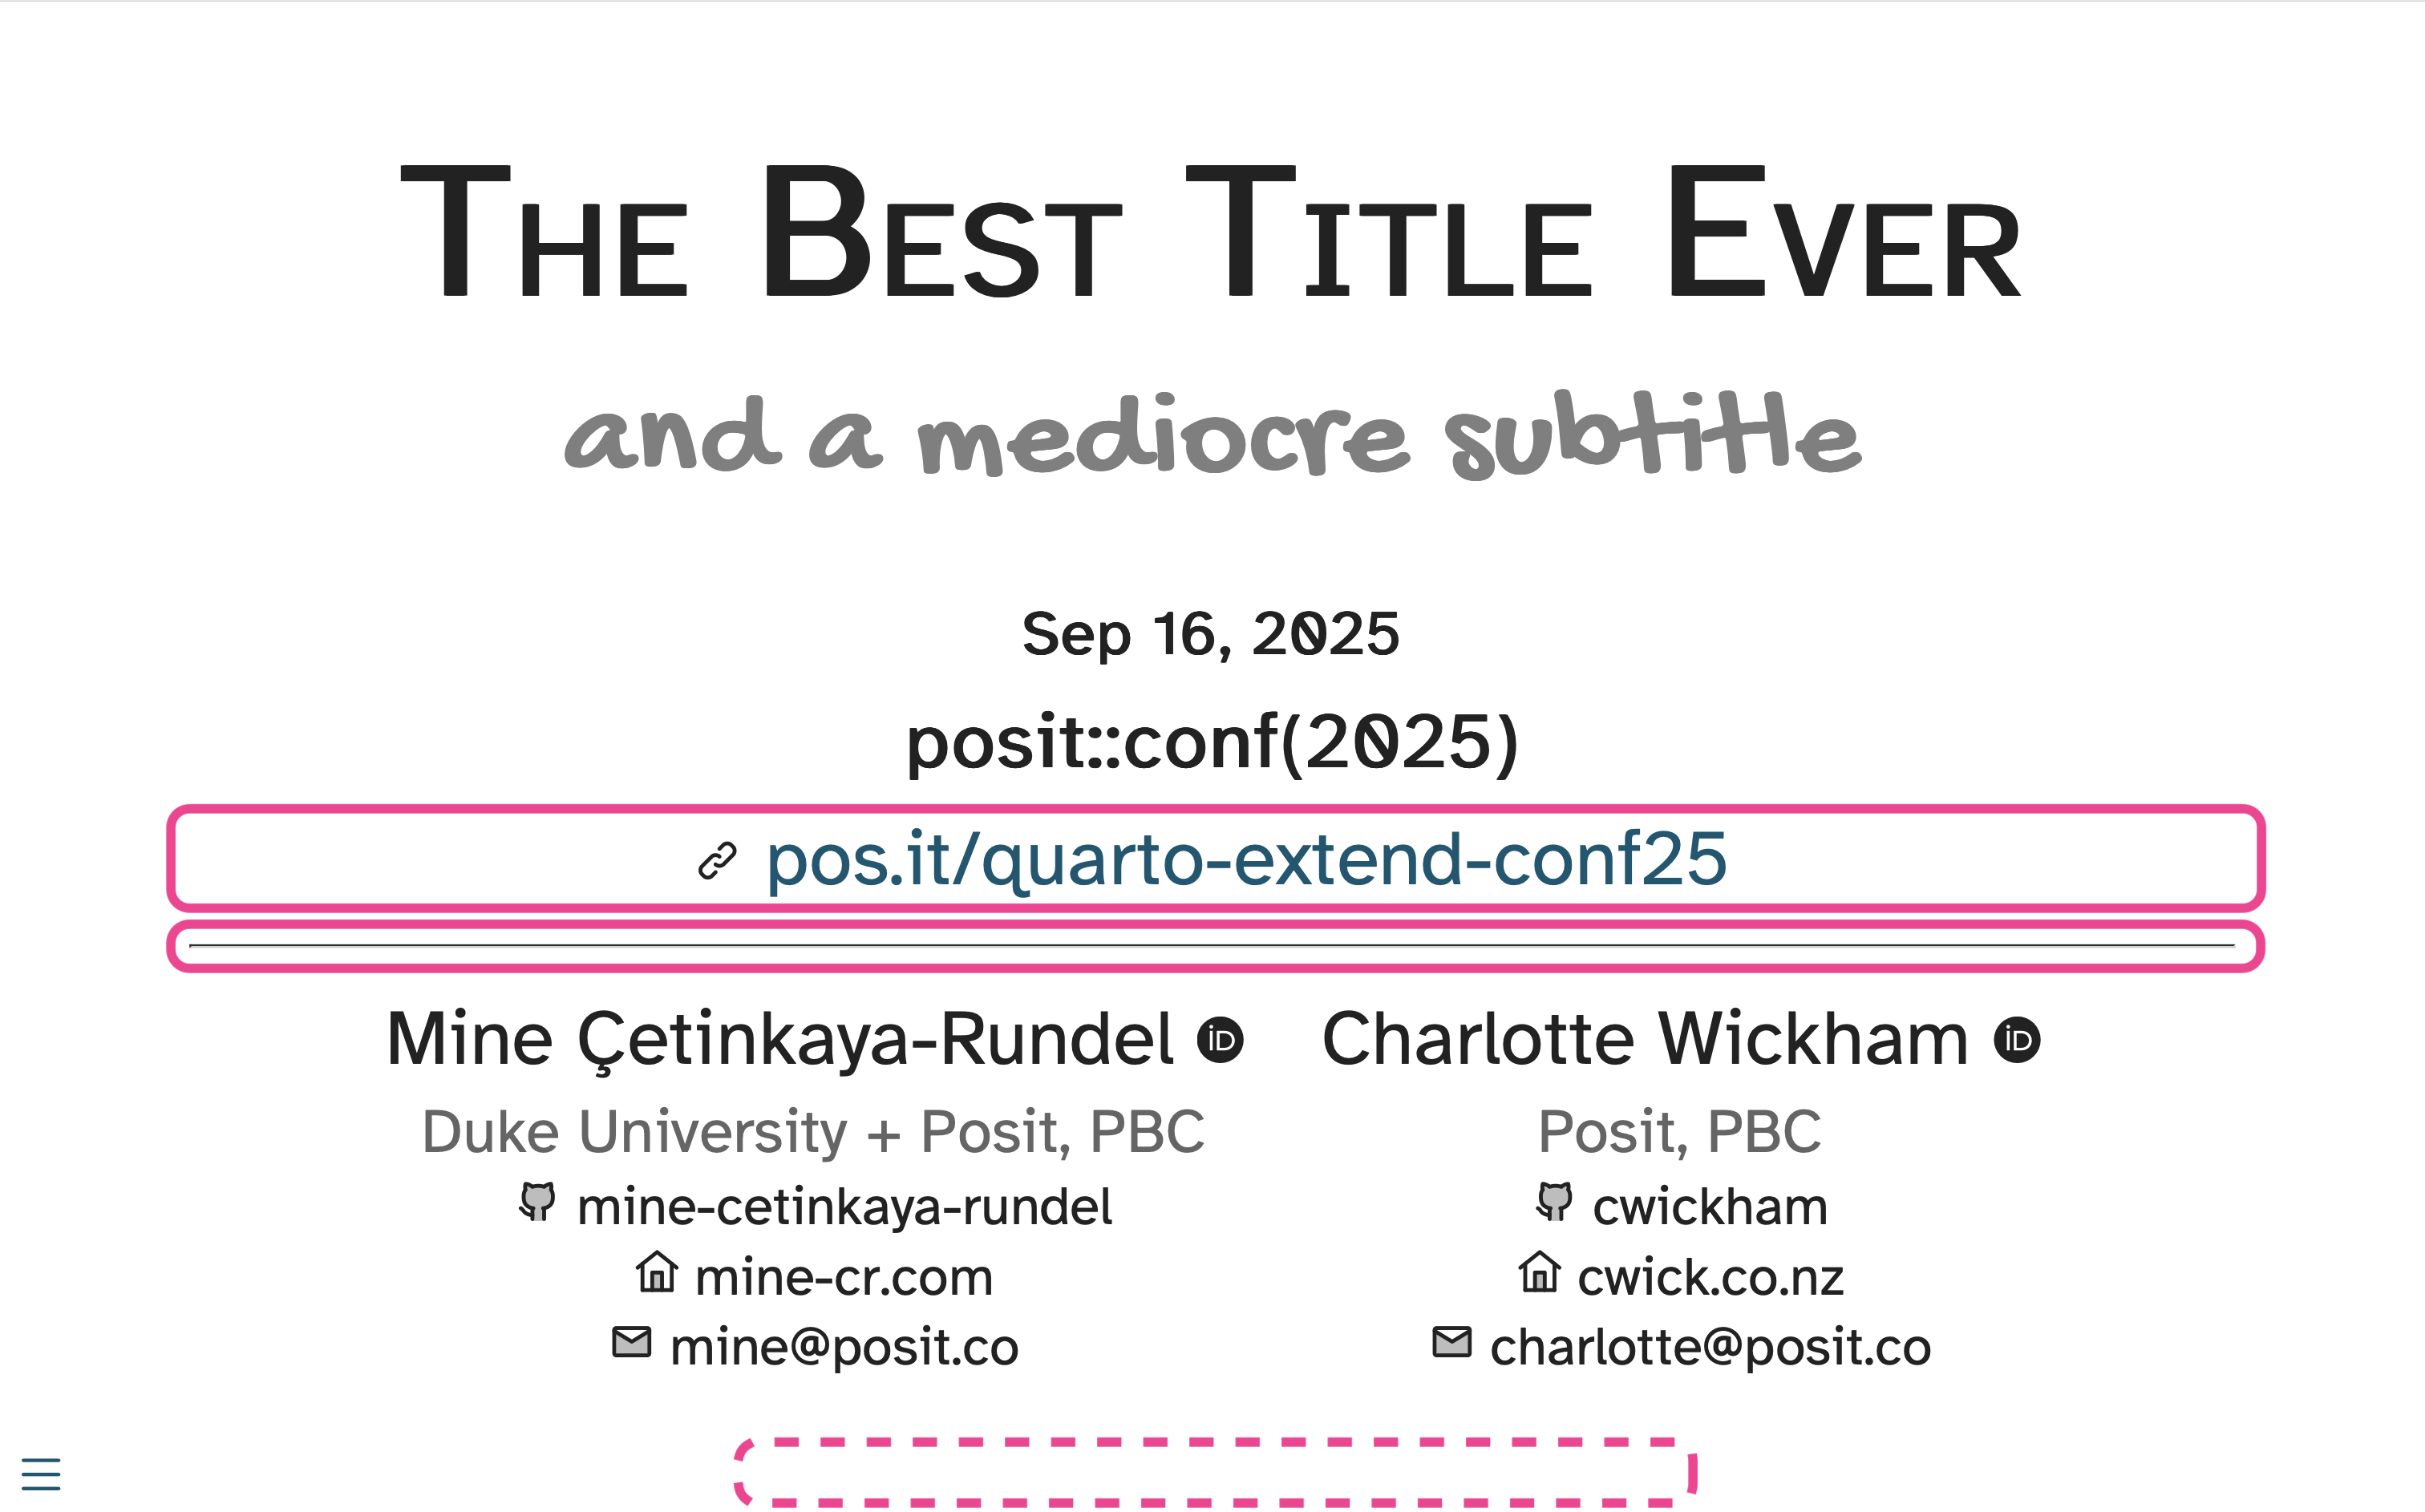 The Best Title Ever
and a mediocre subtitle
Sep 16, 2025
posit::conf(2025)
pos.it/quarto-extend-conf25
Mine Çetinkaya-Rundel iD Charlotte Wickham iD
Duke University + Posit, PBC Posit, PBC
mine-cetinkaya-rundel cwickham
mine-cr.com cwick.co.nz
mine@posit.co charlotte@posit.co